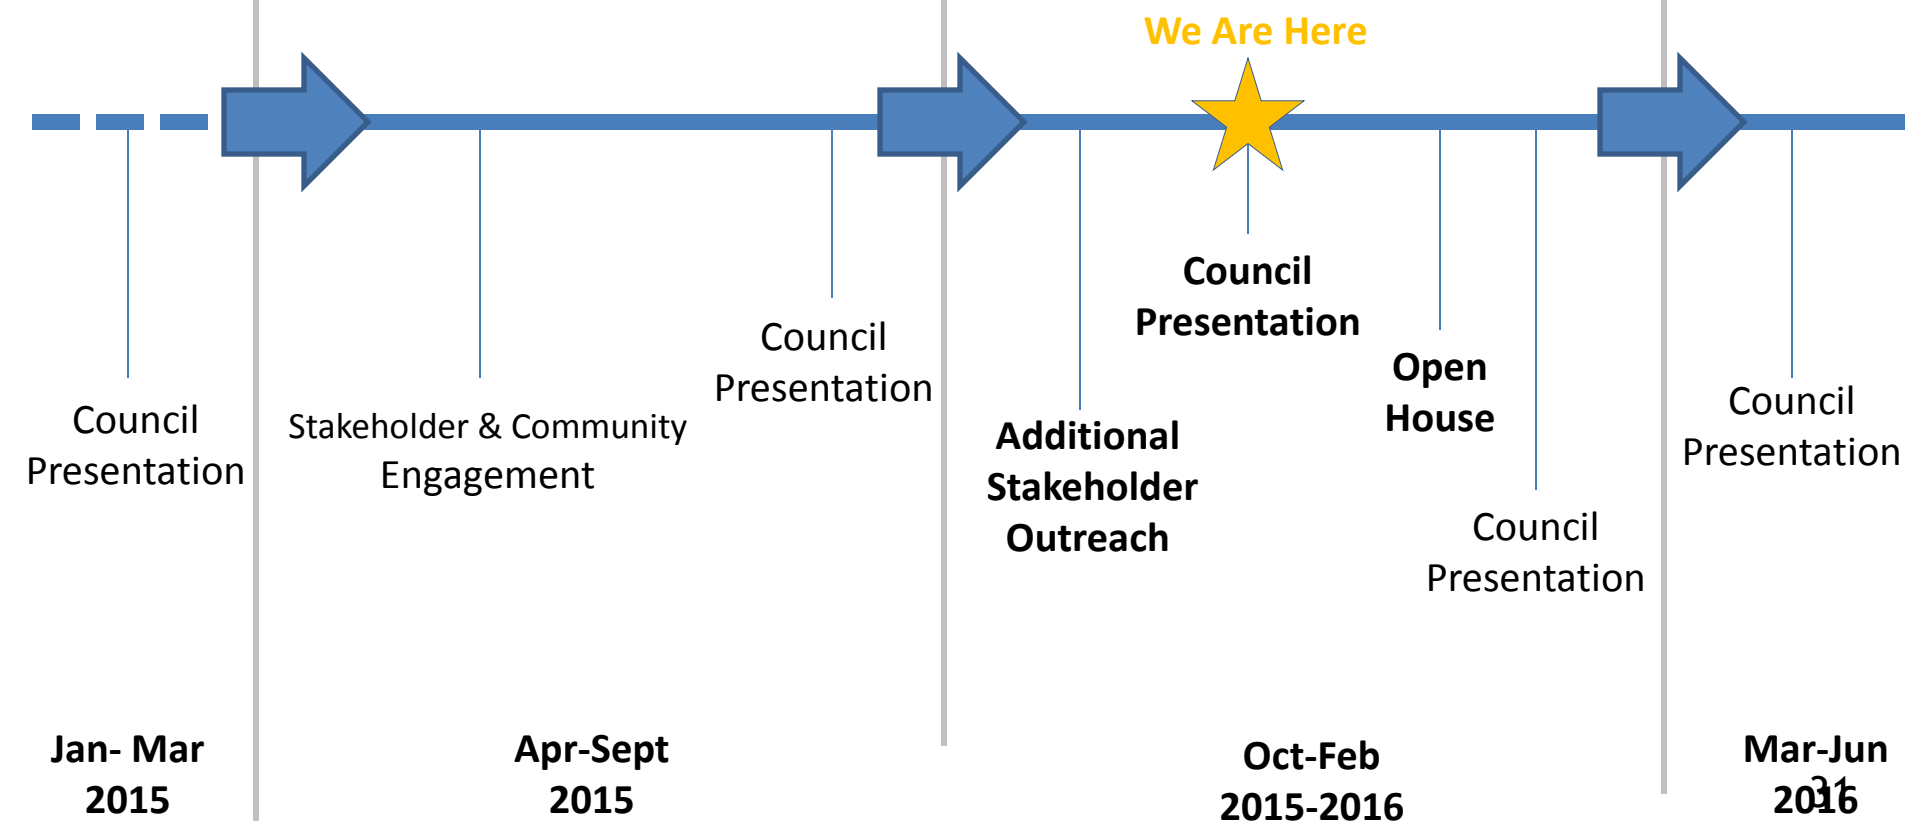 We Are Here
Council
Presentation
Stakeholder & Community
Engagement
Council
Presentation
Additional
Stakeholder
Outreach
Council
Presentation
Open
House
Council
Presentation
Council
Presentation
Jan- Mar
2015
Apr-Sept
2015
Oct-Feb
2015-2016
Mar-Jun
2016
31